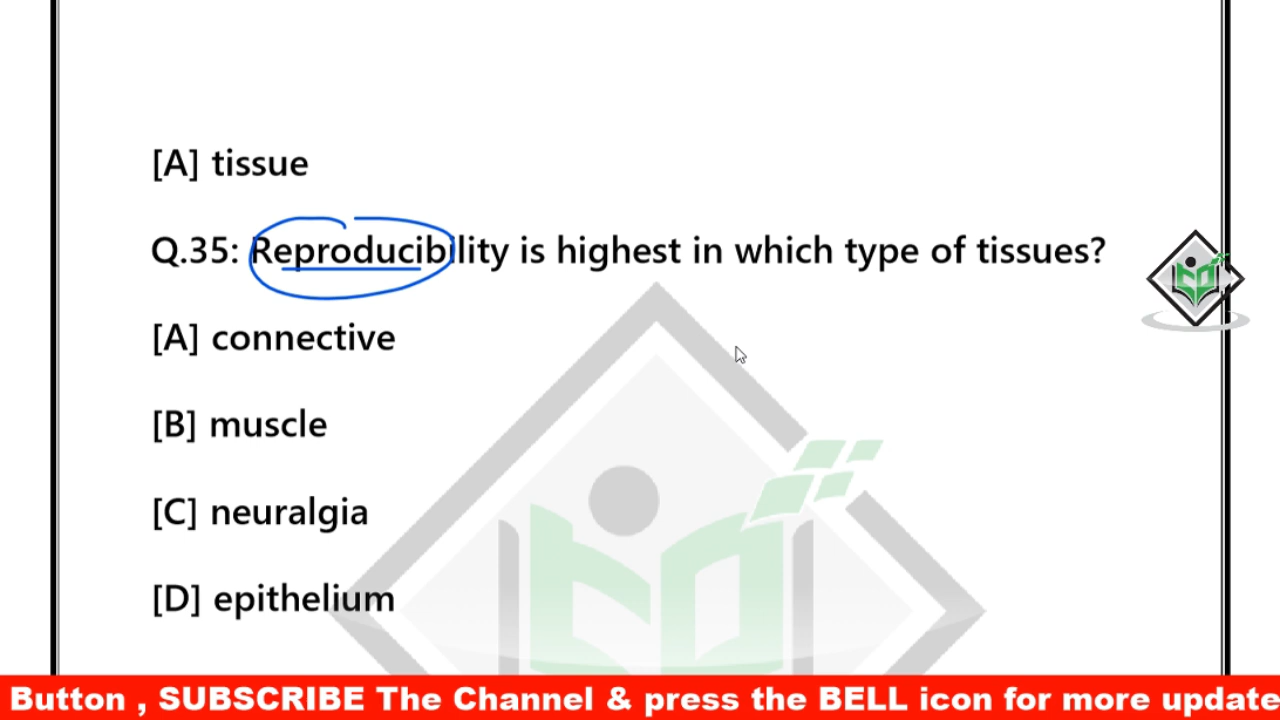 [A] tissue
Q.35: Reproducibility is highest in which type of tissues?
[A] connective
[B] muscle
[C] neuralgia
[D] epithelium
Button , SUBSCRIBE The Channel & press the BELL icon for more update